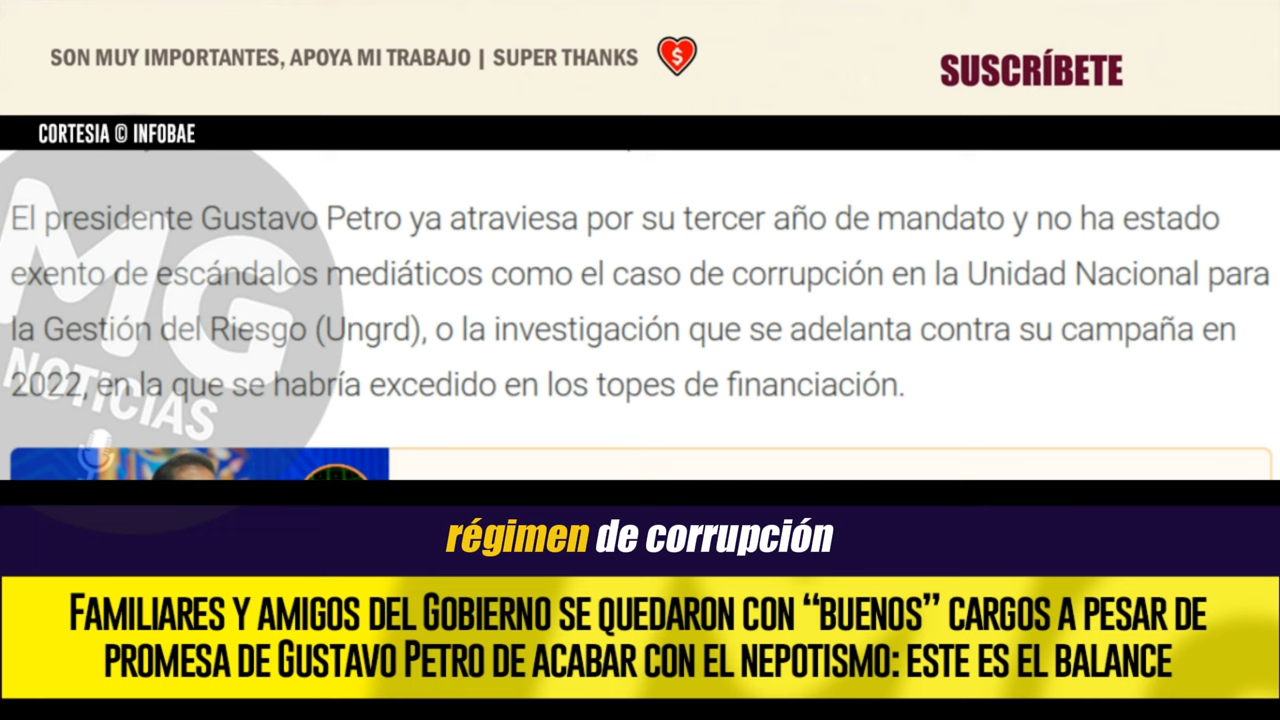 SON MUY IMPORTANTES, APOYA MI TRABAJO | SUPER THANKS $
SUSCRÍBETE
CORTESIA © INFOBAE
El presidente Gustavo Petro ya atraviesa por su tercer año de mandato y no ha estado
exento de escándalos mediáticos como el caso de corrupción en la Unidad Nacional para
la Gestión del Riesgo (Ungrd), o la investigación que se adelanta contra su campaña en
2022, en la que se habría excedido en los topes de financiación.
MG
NOTICIAS
régimen de corrupción
FAMILIARES Y AMIGOS DEL GOBIERNO SE QUEDARON CON “BUENOS” CARGOS A PESAR DE
PROMESA DE GUSTAVO PETRO DE ACABAR CON EL NEPOTISMO: ESTE ES EL BALANCE